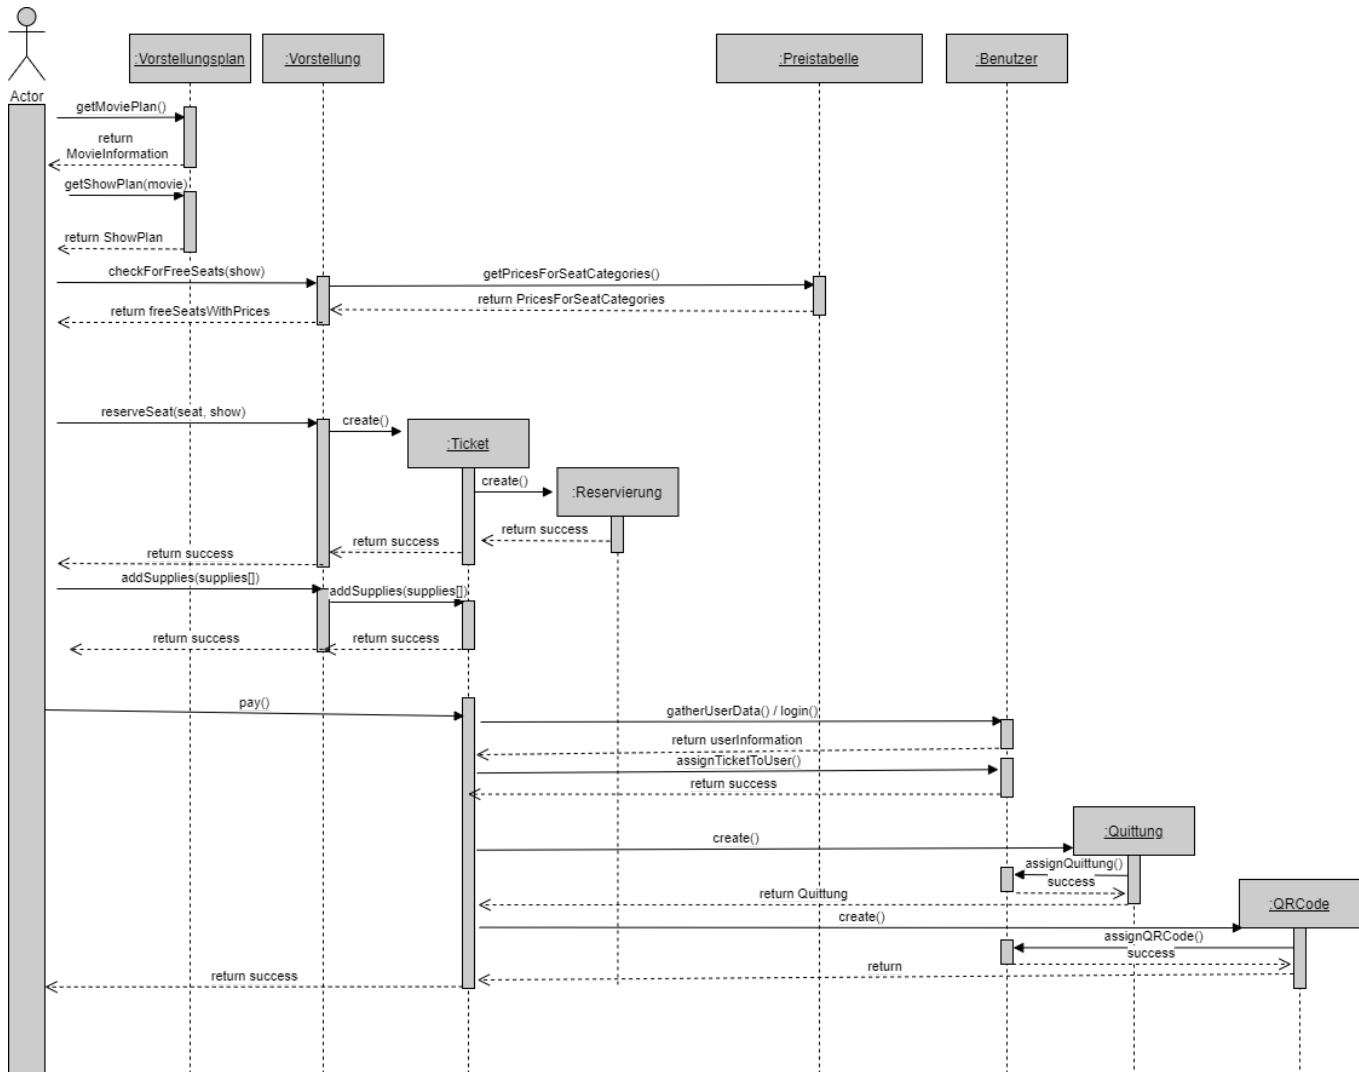 :Vorstellungsplan
:Vorstellung
:Preistabelle
:Benutzer
Actor
getMoviePlan()
return
MovieInformation
getShowPlan(movie)
return ShowPlan
checkForFreeSeats(show)
getPricesForSeatCategories()
return PricesForSeatCategories
return freeSeatsWithPrices
reserveSeat(seat, show)
create()
:Ticket
create()
:Reservierung
return success
return success
return success
addSupplies(supplies[])
addSupplies(supplies[])
return success
return success
pay()
gatherUserData() / login()
return userInformation
assignTicketToUser()
return success
create()
:Quittung
assignQuittung()
success
return Quittung
create()
:QRCode
assignQRCode()
success
return
return success